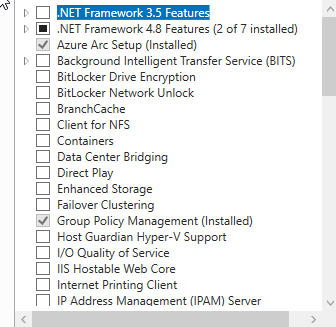 .NET Framework 3.5 Features
.NET Framework 4.8 Features (2 of 7 installed)
Azure Arc Setup (Installed)
Background Intelligent Transfer Service (BITS)
BitLocker Drive Encryption
BitLocker Network Unlock
BranchCache
Client for NFS
Containers
Data Center Bridging
Direct Play
Enhanced Storage
Failover Clustering
Group Policy Management (Installed)
Host Guardian Hyper-V Support
I/O Quality of Service
IIS Hostable Web Core
Internet Printing Client
IP Address Management (IPAM) Server